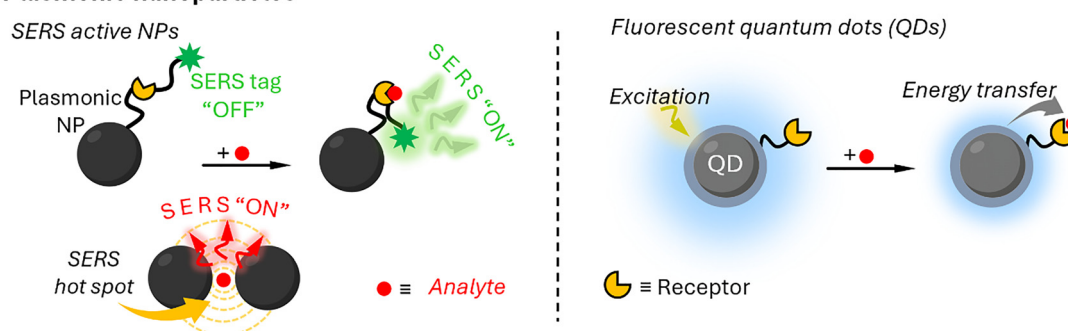 SERS active NPs
Plasmonic
NP
SERS tag
"OFF"
SERS "ON"
+
SERS "ON"
SERS
hot spot
≡ Analyte
Fluorescent quantum dots (QDs)
Excitation
QD
+
Energy transfer
≡ Receptor